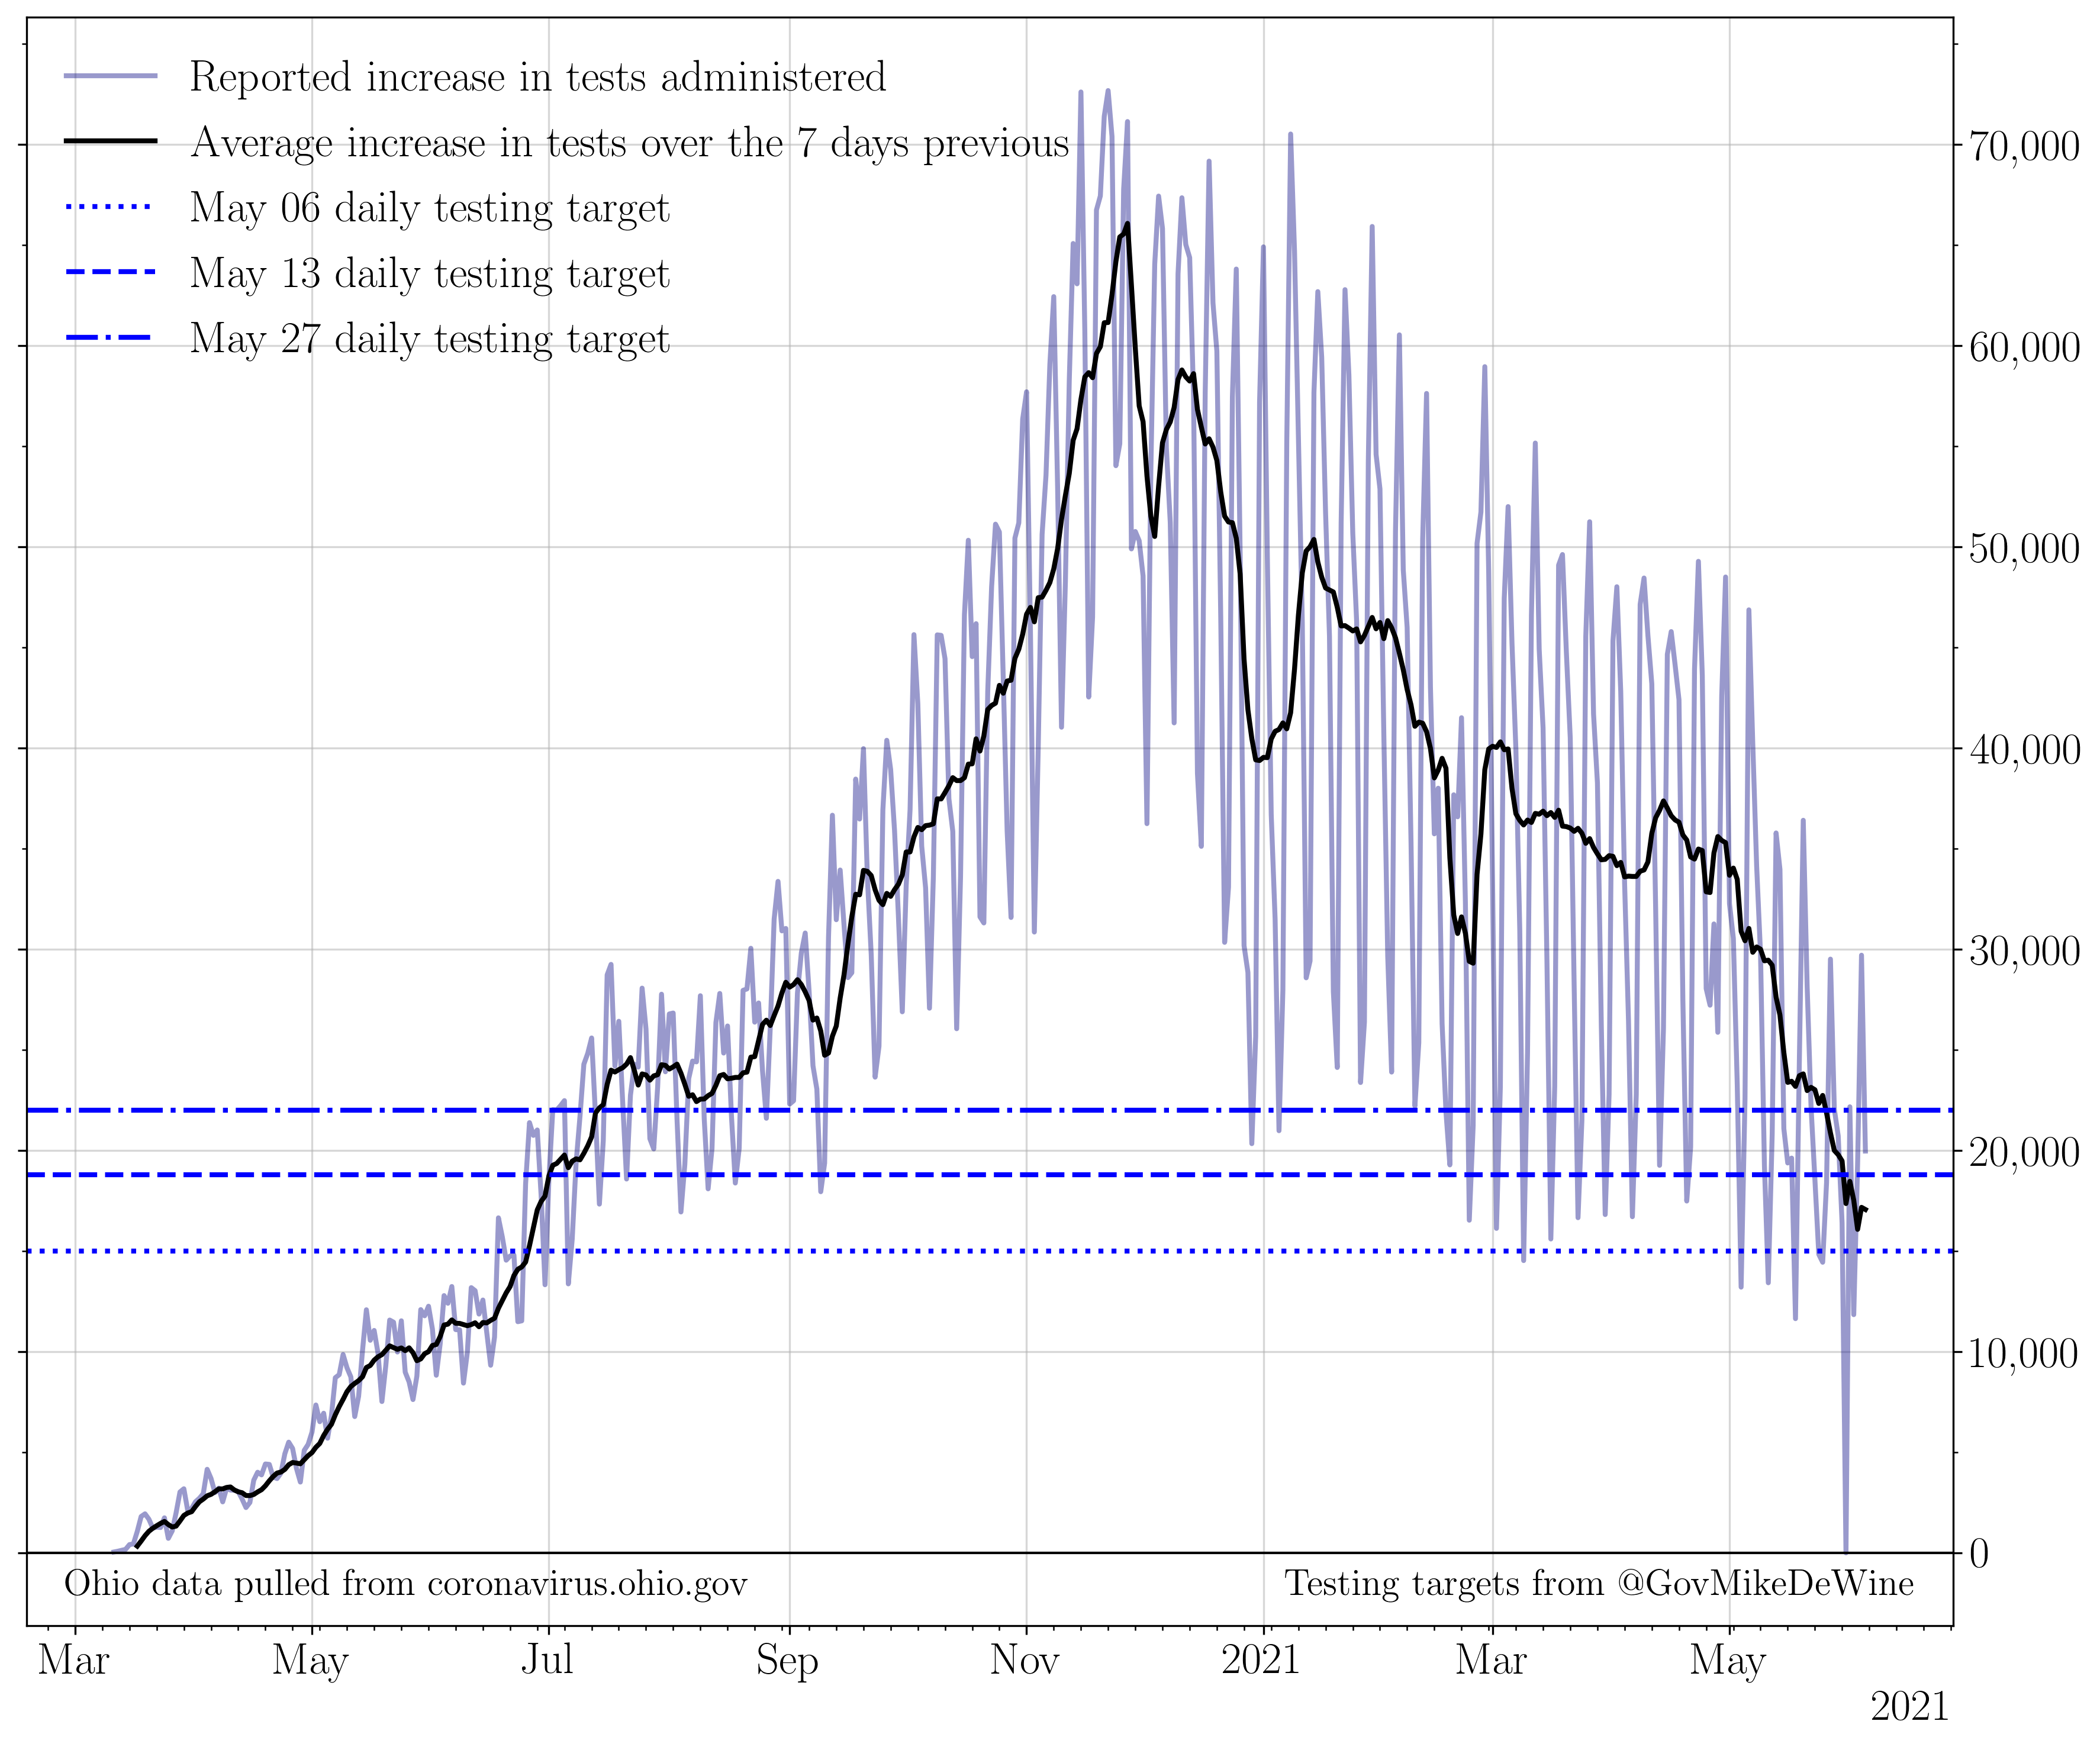 Reported increase in tests administered
Average increase in tests over the 7 days previous
May 06 daily testing target
May 13 daily testing target
May 27 daily testing target
70,000
60,000
50,000
40,000
30,000
20,000
10,000
0
Ohio data pulled from coronavirus.ohio.gov
Testing targets from @GovMikeDeWine
Mar May Jul Sep Nov 2021 Mar May
2021